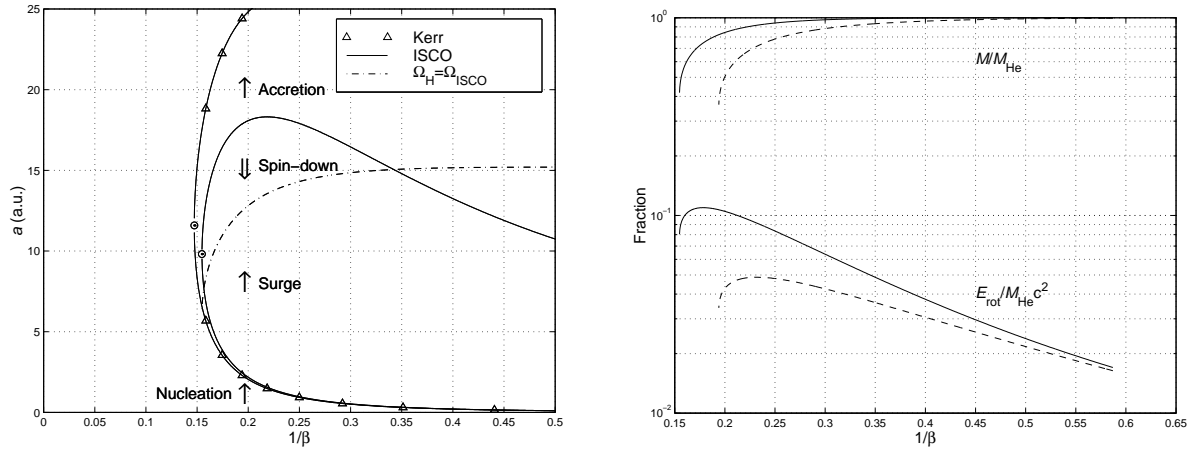 25
20
15
10
5
0
a (a.u.)
0 0.05 0.1 0.15 0.2 0.25 0.3 0.35 0.4 0.45 0.5
1/β
Kerr
ISCO
Ω_H=Ω_ISCO
↑ Accretion
⇓ Spin−down
↑ Surge
Nucleation ↑
10^0
10^−1
10^−2
Fraction
0.15 0.2 0.25 0.3 0.35 0.4 0.45 0.5 0.55 0.6 0.65
1/β
M/M_He
E_rot/M_He c^2